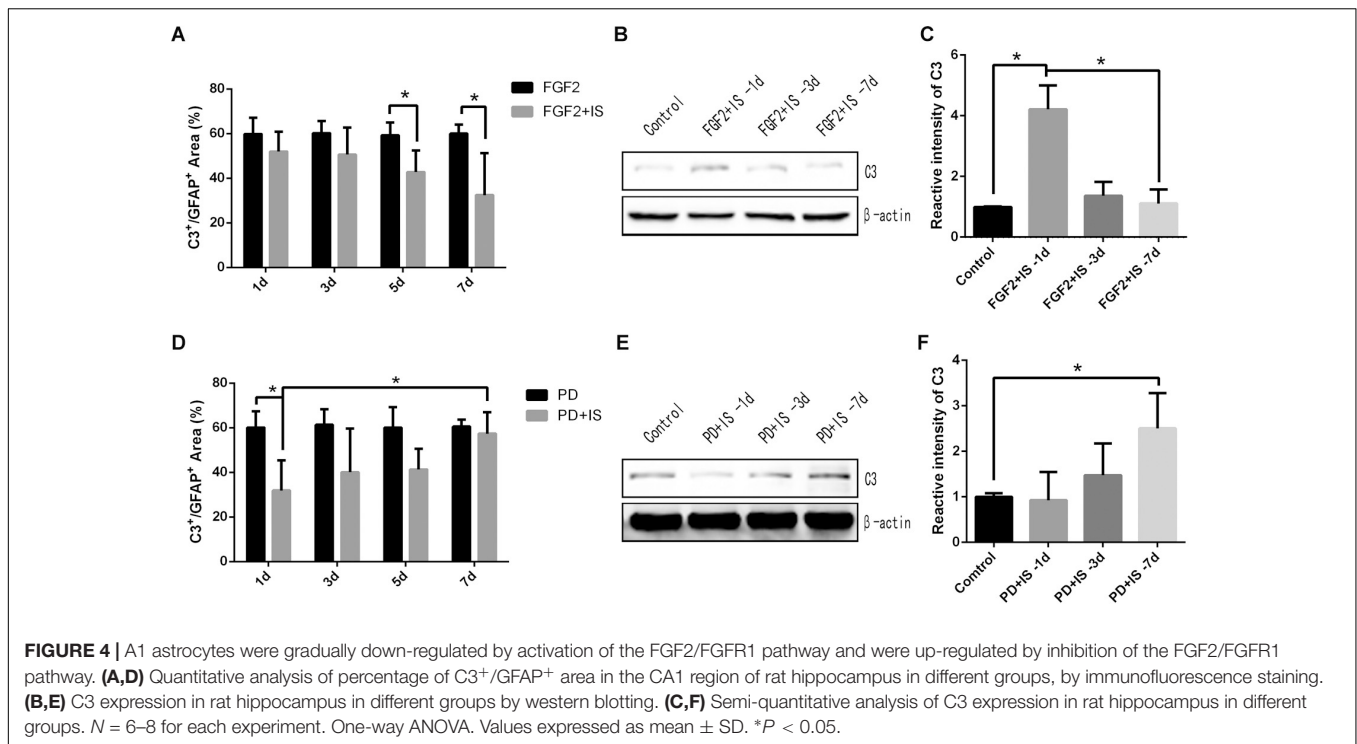 A
C3+/GFAP+ Area (%)
80
60
40
20
0
1d
3d
5d
7d
*
*
FGF2
FGF2+IS
B
Control
FGF2+IS -1d
FGF2+IS -3d
FGF2+IS -7d
C3
β-actin
C
Reactive intensity of C3
6
4
2
0
*
*
Control
FGF2+IS -1d
FGF2+IS -3d
FGF2+IS -7d
D
C3+/GFAP+ Area (%)
80
60
40
20
0
1d
3d
5d
7d
*
*
PD
PD+IS
E
Control
PD+IS -1d
PD+IS -3d
PD+IS -7d
C3
β-actin
F
Reactive intensity of C3
4
3
2
1
0
*
Comtrol
PD+IS -1d
PD+IS -3d
PD+IS -7d
FIGURE 4 | A1 astrocytes were gradually down-regulated by activation of the FGF2/FGFR1 pathway and were up-regulated by inhibition of the FGF2/FGFR1
pathway. (A,D) Quantitative analysis of percentage of C3+/GFAP+ area in the CA1 region of rat hippocampus in different groups, by immunofluorescence staining.
(B,E) C3 expression in rat hippocampus in different groups by western blotting. (C,F) Semi-quantitative analysis of C3 expression in rat hippocampus in different
groups. N = 6–8 for each experiment. One-way ANOVA. Values expressed as mean ± SD. *P < 0.05.